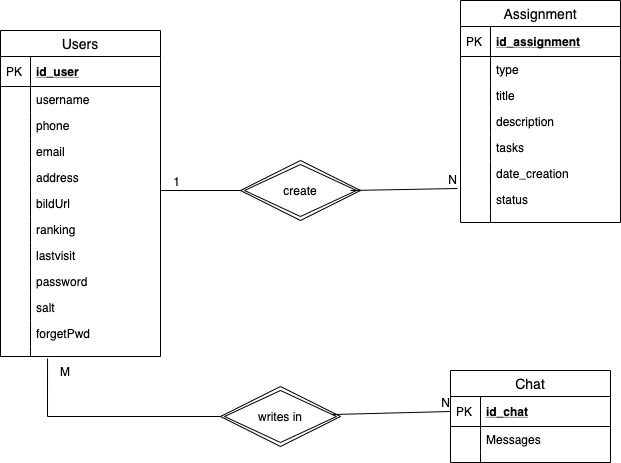 Assignment
PK id_assignment
type
title
description
tasks
date_creation
status
Users
PK id_user
username
phone
email
address
bildUrl
ranking
lastvisit
password
salt
forgetPwd
1
create
N
M
writes in
N
Chat
PK id_chat
Messages